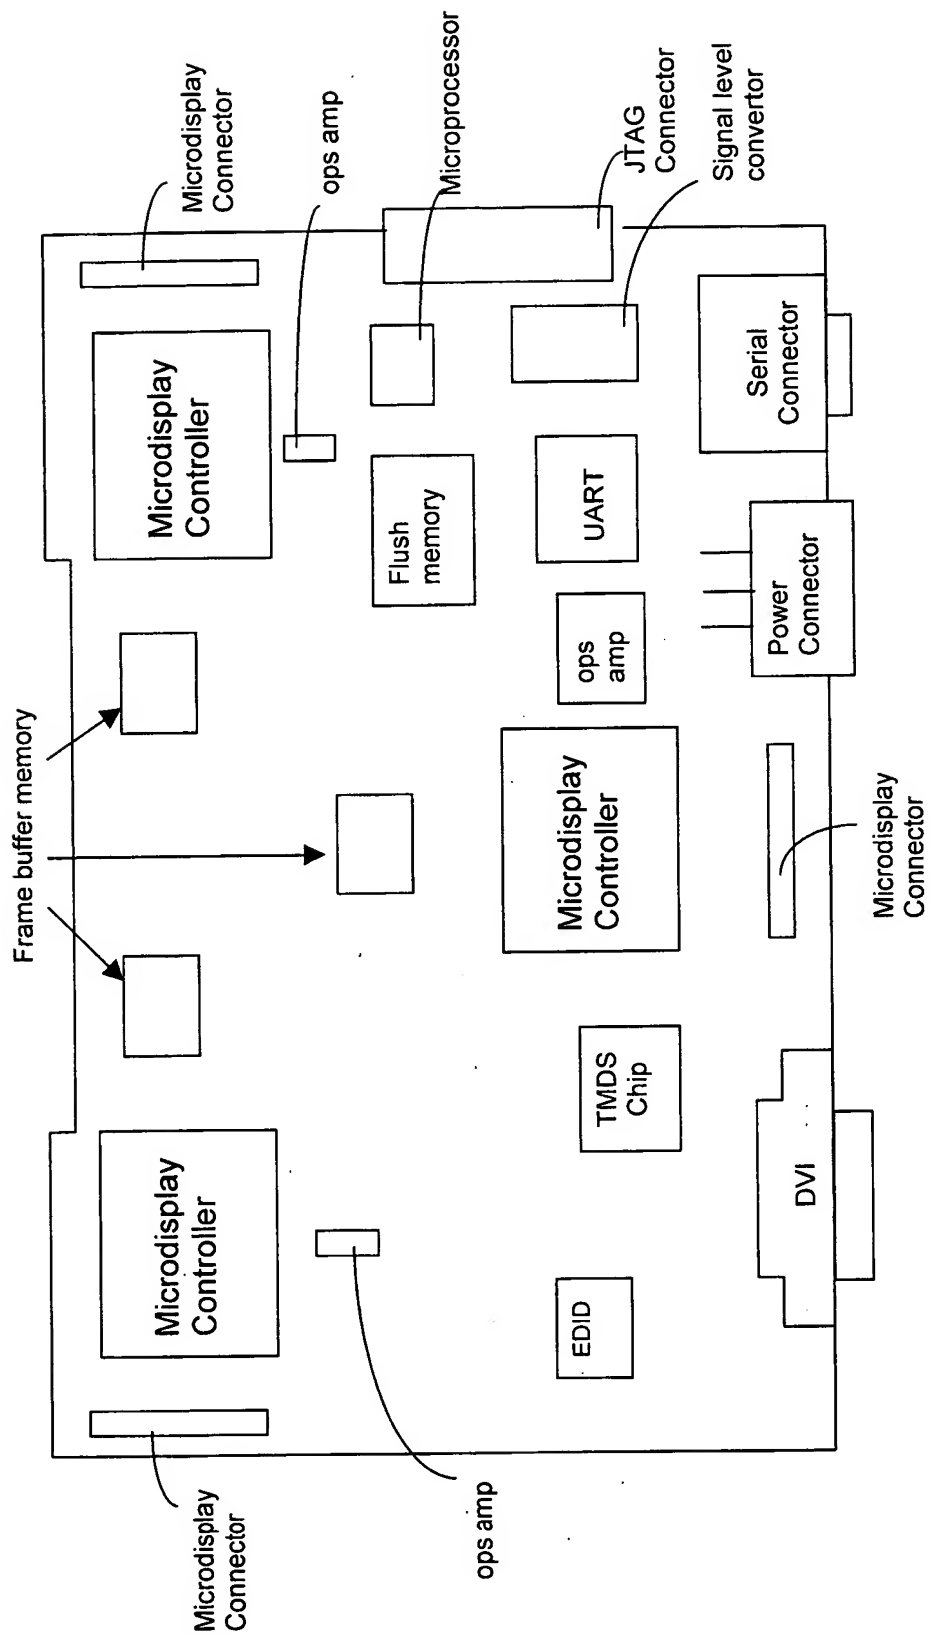 Frame buffer memory
Microdisplay
Connector
Microdisplay
Controller
Microdisplay
Controller
Microdisplay
Connector
ops amp
Flush
memory
Microprocessor
ops amp
EDID
TMDS
Chip
Microdisplay
Controller
ops
amp
UART
JTAG
Connector
Signal level
convertor
DVI
Power
Connector
Serial
Connector
Microdisplay
Connector